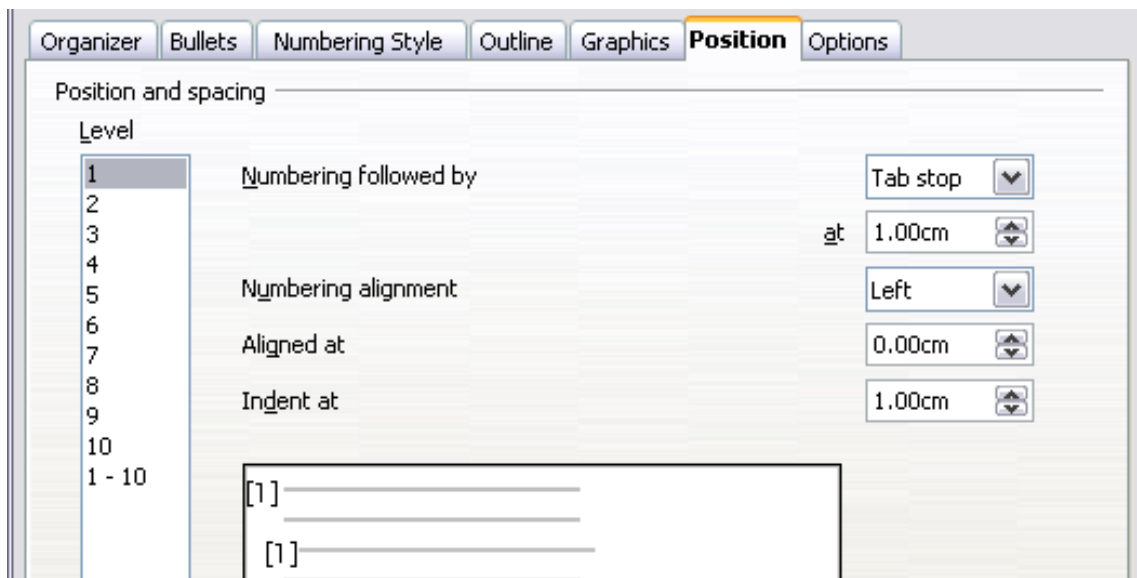 Organizer Bullets Numbering Style Outline Graphics Position Options
Position and spacing
Level
1
2
3
4
5
6
7
8
9
10
1 - 10
Numbering followed by Tab stop
at 1.00cm
Numbering alignment Left
Aligned at 0.00cm
Indent at 1.00cm
[1]
[1]